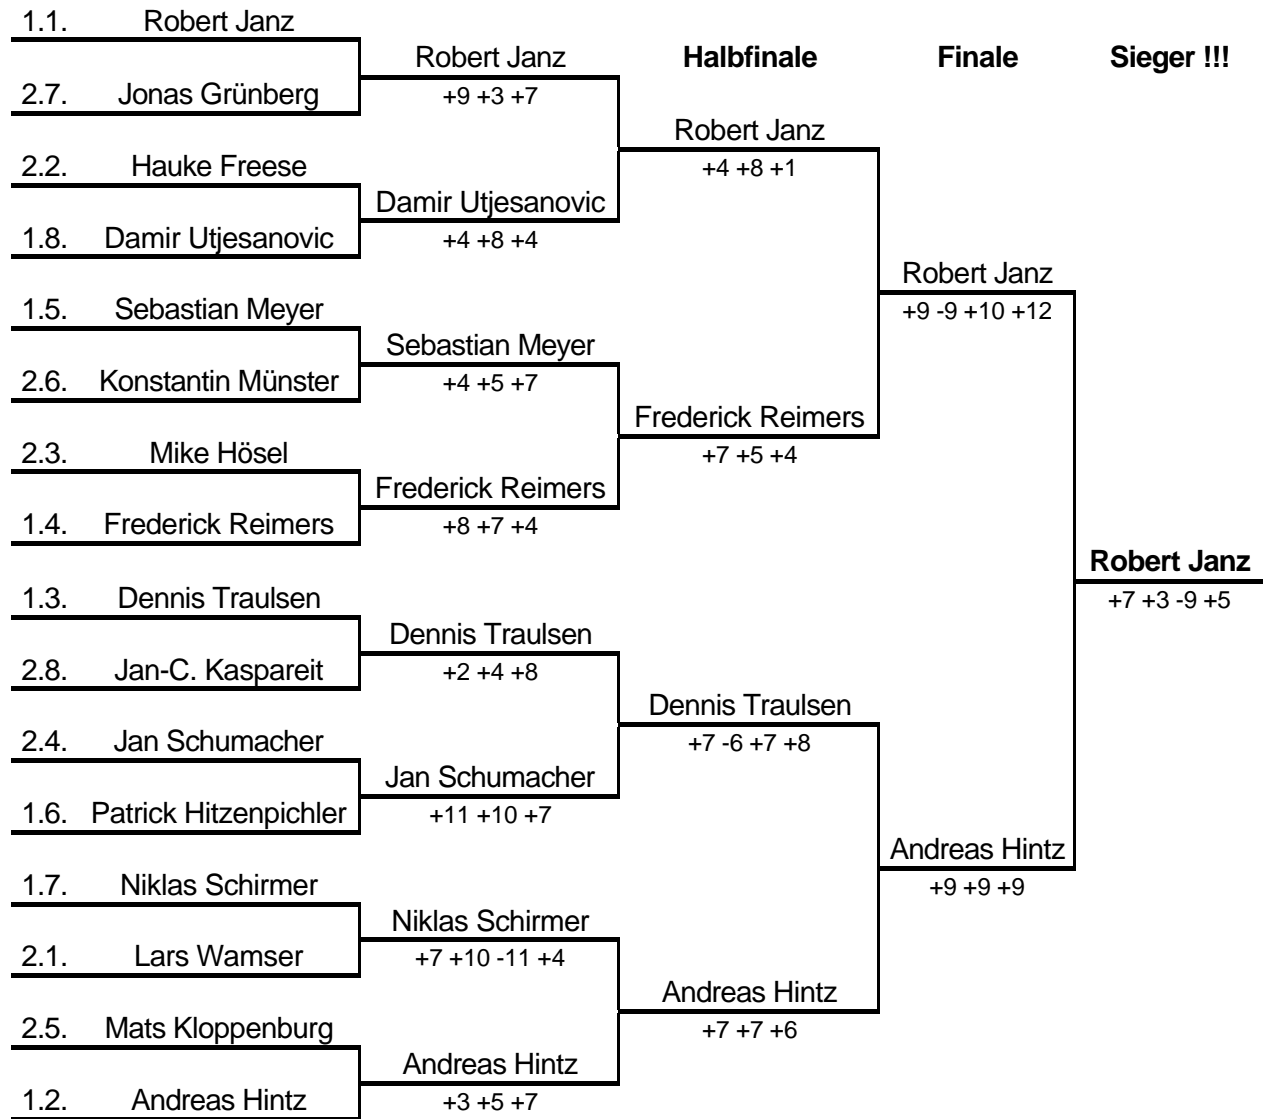 1.1. Robert Janz
Robert Janz Halbfinale Finale Sieger !!!
2.7. Jonas Grünberg +9 +3 +7
Robert Janz
2.2. Hauke Freese +4 +8 +1
Damir Utjesanovic
1.8. Damir Utjesanovic +4 +8 +4
Robert Janz
1.5. Sebastian Meyer +9 -9 +10 +12
Sebastian Meyer
2.6. Konstantin Münster +4 +5 +7
Frederick Reimers
2.3. Mike Hösel +7 +5 +4
Frederick Reimers
1.4. Frederick Reimers +8 +7 +4
Robert Janz
1.3. Dennis Traulsen +7 +3 -9 +5
Dennis Traulsen
2.8. Jan-C. Kaspareit +2 +4 +8
Dennis Traulsen
2.4. Jan Schumacher +7 -6 +7 +8
Jan Schumacher
1.6. Patrick Hitzenpichler +11 +10 +7
Andreas Hintz
1.7. Niklas Schirmer +9 +9 +9
Niklas Schirmer
2.1. Lars Wamser +7 +10 -11 +4
Andreas Hintz
2.5. Mats Kloppenburg +7 +7 +6
Andreas Hintz
1.2. Andreas Hintz +3 +5 +7